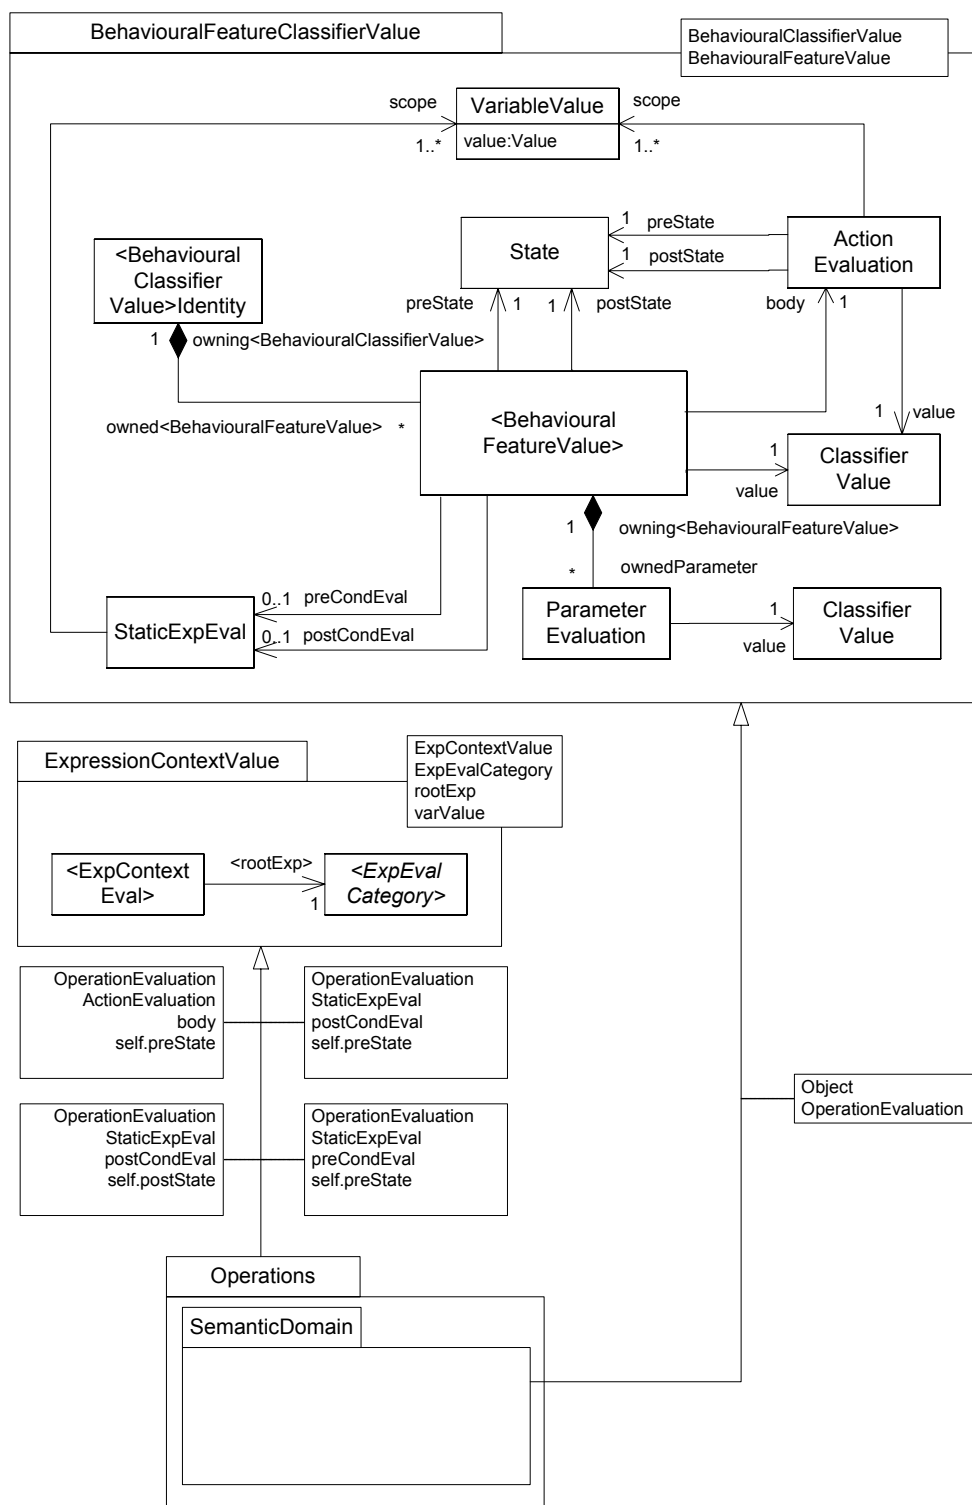 BehaviouralFeatureClassifierValue
BehaviouralClassifierValue
BehaviouralFeatureValue
scope
VariableValue
scope
1..*
value:Value
1..*
<Behavioural
Classifier
Value>Identity
State
1
preState
1
postState
Action
Evaluation
preState
1
1
postState
body
1
1
owning<BehaviouralClassifierValue>
owned<BehaviouralFeatureValue>
*
<Behavioural
FeatureValue>
1
value
1
value
Classifier
Value
1
owning<BehaviouralFeatureValue>
*
ownedParameter
StaticExpEval
0..1
preCondEval
0..1
postCondEval
Parameter
Evaluation
1
value
Classifier
Value
ExpressionContextValue
ExpContextValue
ExpEvalCategory
rootExp
varValue
<ExpContext
Eval>
<rootExp>
1
<ExpEval
Category>
OperationEvaluation
ActionEvaluation
body
self.preState
OperationEvaluation
StaticExpEval
postCondEval
self.preState
OperationEvaluation
StaticExpEval
postCondEval
self.postState
OperationEvaluation
StaticExpEval
preCondEval
self.preState
Object
OperationEvaluation
Operations
SemanticDomain